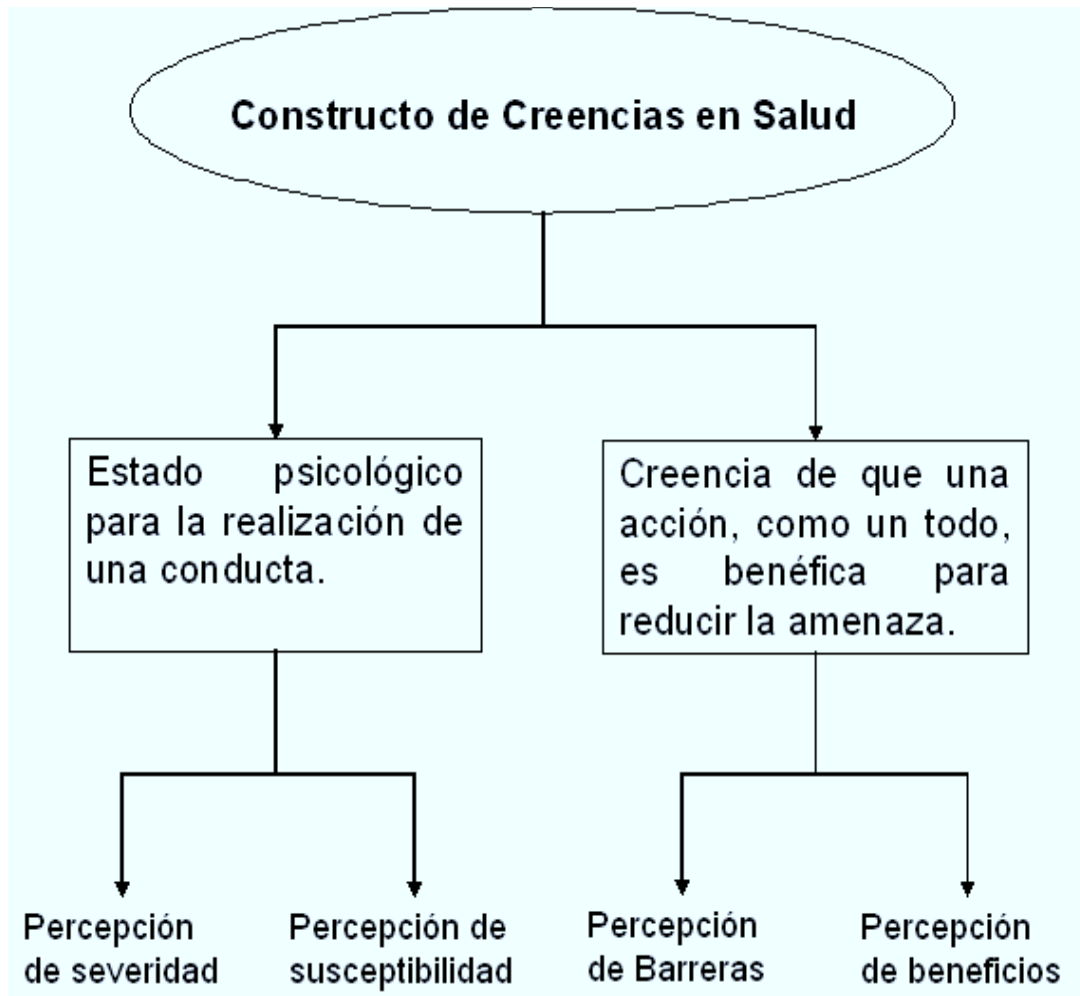 Constructo de Creencias en Salud
Estado psicológico
para la realización de
una conducta.
Creencia de que una
acción, como un todo,
es benéfica para
reducir la amenaza.
Percepción
de severidad
Percepción de
susceptibilidad
Percepción
de Barreras
Percepción
de beneficios